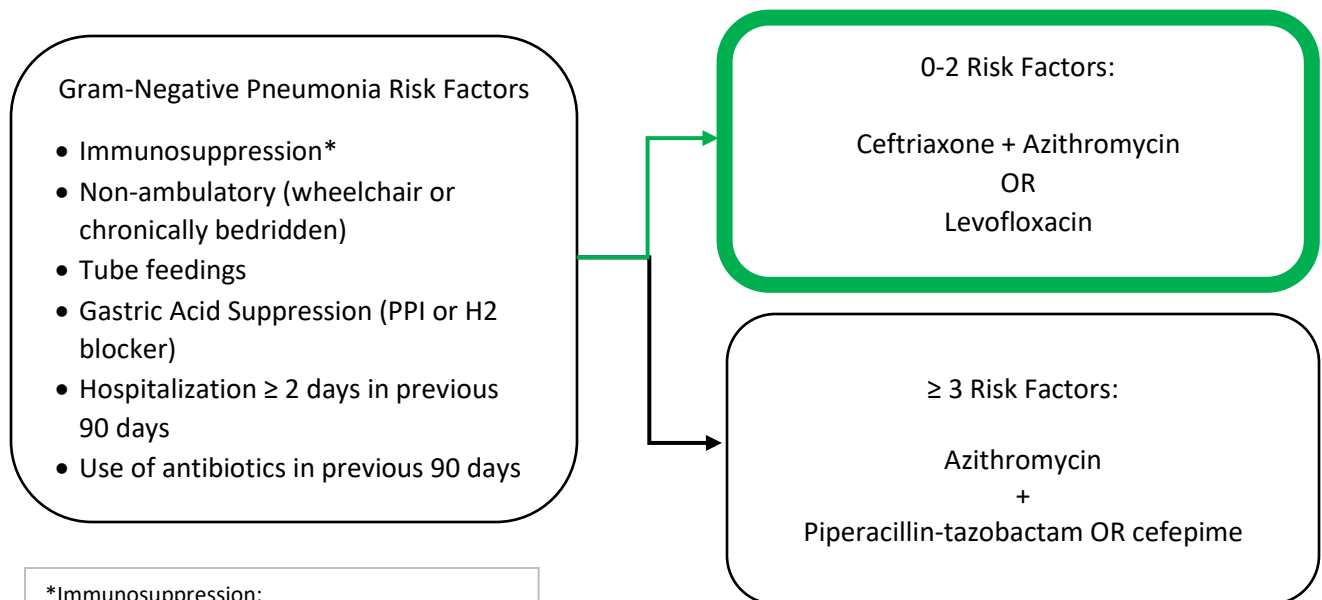 Gram-Negative Pneumonia Risk Factors
• Immunosuppression*
• Non-ambulatory (wheelchair or
chronically bedridden)
• Tube feedings
• Gastric Acid Suppression (PPI or H2
blocker)
• Hospitalization ≥ 2 days in previous
90 days
• Use of antibiotics in previous 90 days
*Immunosuppression:
0-2 Risk Factors:
Ceftriaxone + Azithromycin
OR
Levofloxacin
≥ 3 Risk Factors:
Azithromycin
+
Piperacillin-tazobactam OR cefepime